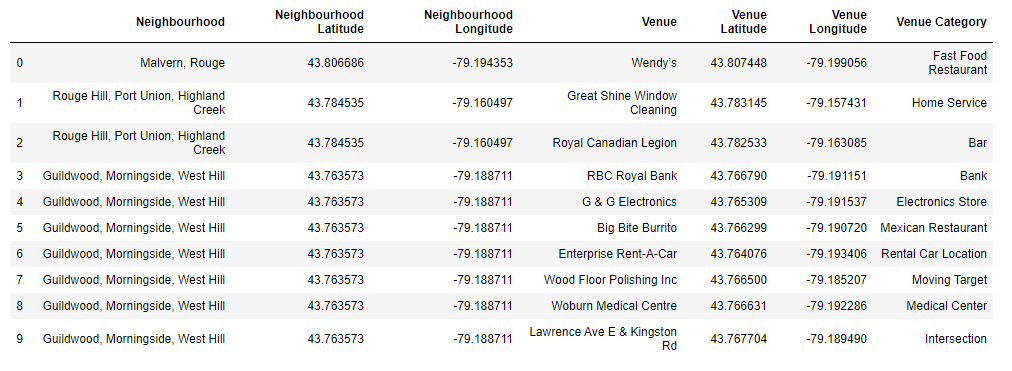 Neighbourhood Neighbourhood Latitude Neighbourhood Longitude Venue Venue Latitude Venue Longitude Venue Category
0 Malvern, Rouge 43.806686 -79.194353 Wendy's 43.807448 -79.199056 Fast Food Restaurant
1 Rouge Hill, Port Union, Highland Creek 43.784535 -79.160497 Great Shine Window Cleaning 43.783145 -79.157431 Home Service
2 Rouge Hill, Port Union, Highland Creek 43.784535 -79.160497 Royal Canadian Legion 43.782533 -79.163085 Bar
3 Guildwood, Morningside, West Hill 43.763573 -79.188711 RBC Royal Bank 43.766790 -79.191151 Bank
4 Guildwood, Morningside, West Hill 43.763573 -79.188711 G & G Electronics 43.765309 -79.191537 Electronics Store
5 Guildwood, Morningside, West Hill 43.763573 -79.188711 Big Bite Burrito 43.766299 -79.190720 Mexican Restaurant
6 Guildwood, Morningside, West Hill 43.763573 -79.188711 Enterprise Rent-A-Car 43.764076 -79.193406 Rental Car Location
7 Guildwood, Morningside, West Hill 43.763573 -79.188711 Wood Floor Polishing Inc 43.766500 -79.185207 Moving Target
8 Guildwood, Morningside, West Hill 43.763573 -79.188711 Woburn Medical Centre 43.766631 -79.192286 Medical Center
9 Guildwood, Morningside, West Hill 43.763573 -79.188711 Lawrence Ave E & Kingston Rd 43.767704 -79.189490 Intersection